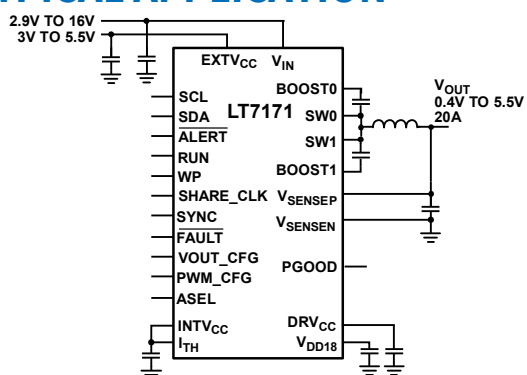 2.9V TO 16V
3V TO 5.5V
EXTVCC
VIN
LT7171
SCL
SDA
ALERT
RUN
WP
SHARE_CLK
SYNC
FAULT
VOUT_CFG
PWM_CFG
ASEL
INTVCC
ITH
BOOST0
SW0
SW1
BOOST1
VSENSEP
VSENSEN
PGOOD
DRVCC
VDD18
VOUT
0.4V TO 5.5V
20A